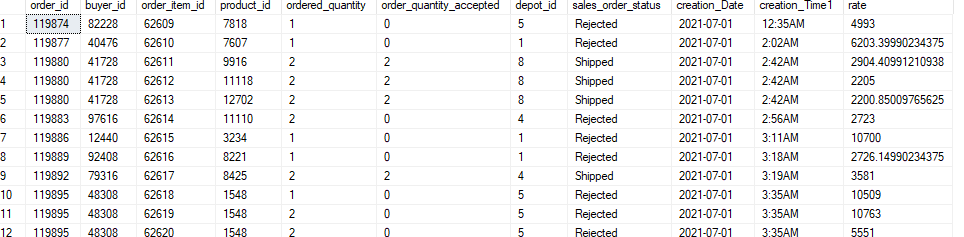 order_id buyer_id order_item_id product_id ordered_quantity order_quantity_accepted depot_id sales_order_status creation_Date creation_Time1 rate
1 119874 82228 62609 7818 1 0 5 Rejected 2021-07-01 12:35AM 4993
2 119877 40476 62610 7607 1 0 1 Rejected 2021-07-01 2:02AM 6203.39990234375
3 119880 41728 62611 9916 2 2 8 Shipped 2021-07-01 2:42AM 2904.40991210938
4 119880 41728 62612 11118 2 2 8 Shipped 2021-07-01 2:42AM 2205
5 119880 41728 62613 12702 2 2 8 Shipped 2021-07-01 2:42AM 2200.85009765625
6 119883 97616 62614 11110 2 0 4 Rejected 2021-07-01 2:56AM 2723
7 119886 12440 62615 3234 1 0 1 Rejected 2021-07-01 3:11AM 10700
8 119889 92408 62616 8221 1 0 1 Rejected 2021-07-01 3:18AM 2726.14990234375
9 119892 79316 62617 8425 2 2 4 Shipped 2021-07-01 3:19AM 3581
10 119895 48308 62618 1548 1 0 5 Rejected 2021-07-01 3:35AM 10509
11 119895 48308 62619 1548 2 0 5 Rejected 2021-07-01 3:35AM 10763
12 119895 48308 62620 1548 2 0 5 Rejected 2021-07-01 3:35AM 5551